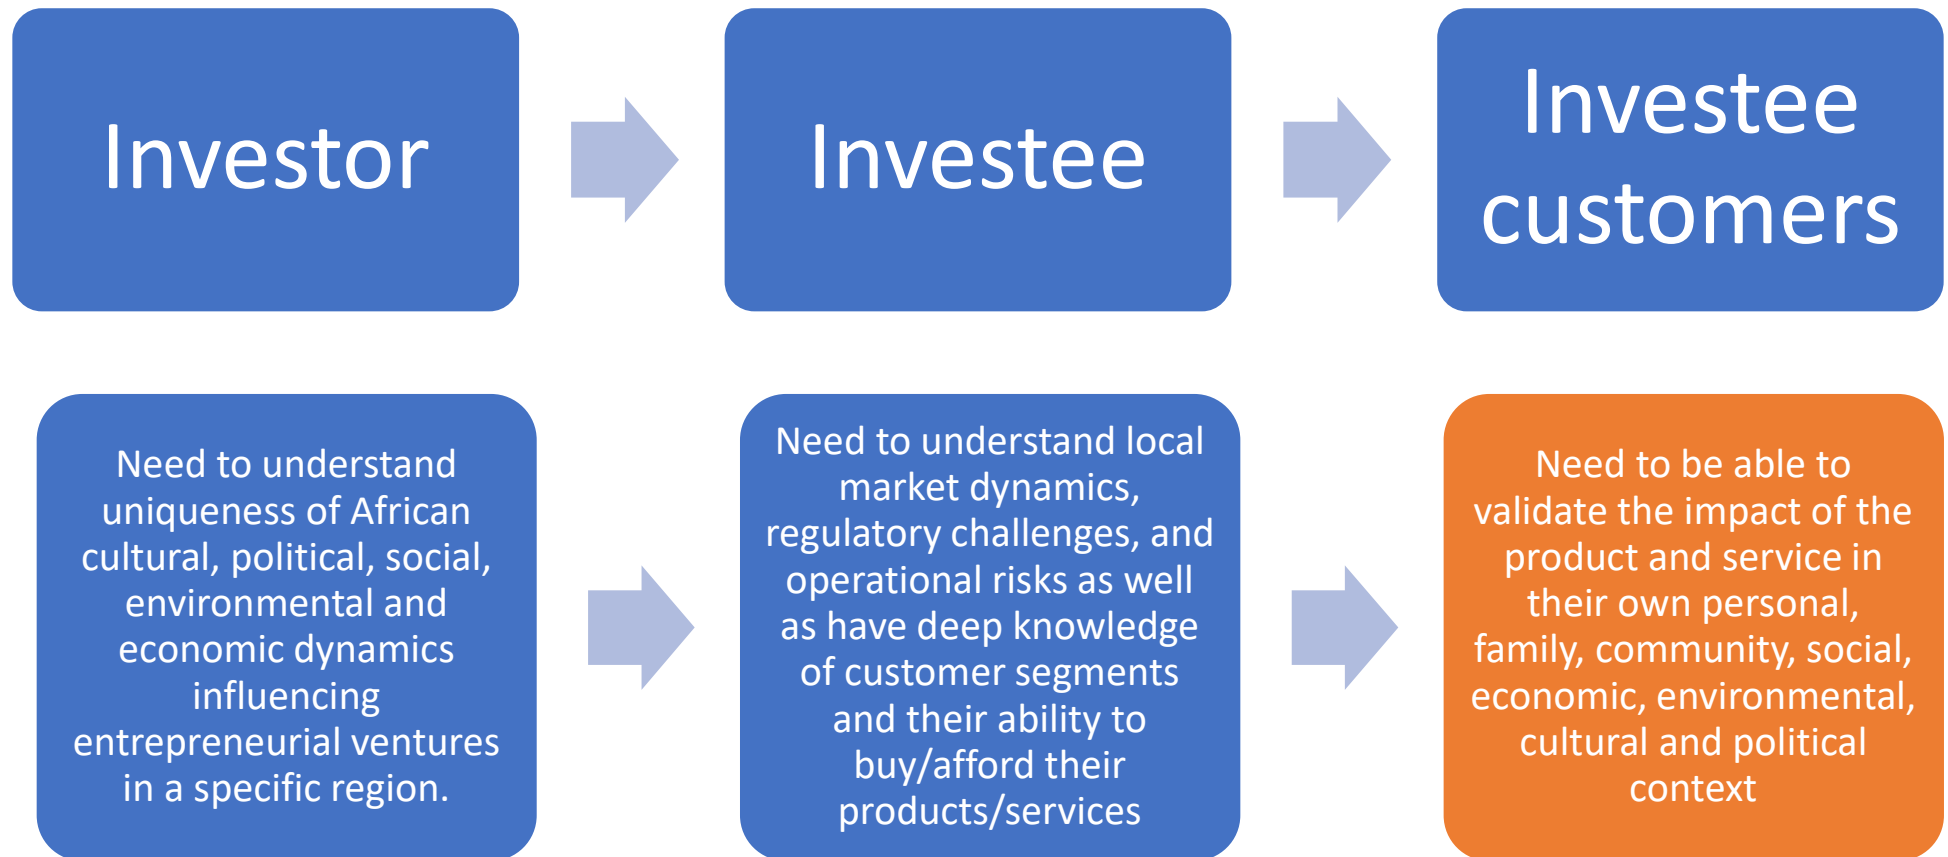 Investor
Investee
Investee
customers
Need to understand
uniqueness of African
cultural, political, social,
environmental and
economic dynamics
influencing
entrepreneurial ventures
in a specific region.
Need to understand local
market dynamics,
regulatory challenges, and
operational risks as well
as have deep knowledge
of customer segments
and their ability to
buy/afford their
products/services
Need to be able to
validate the impact of the
product and service in
their own personal,
family, community, social,
economic, environmental,
cultural and political
context